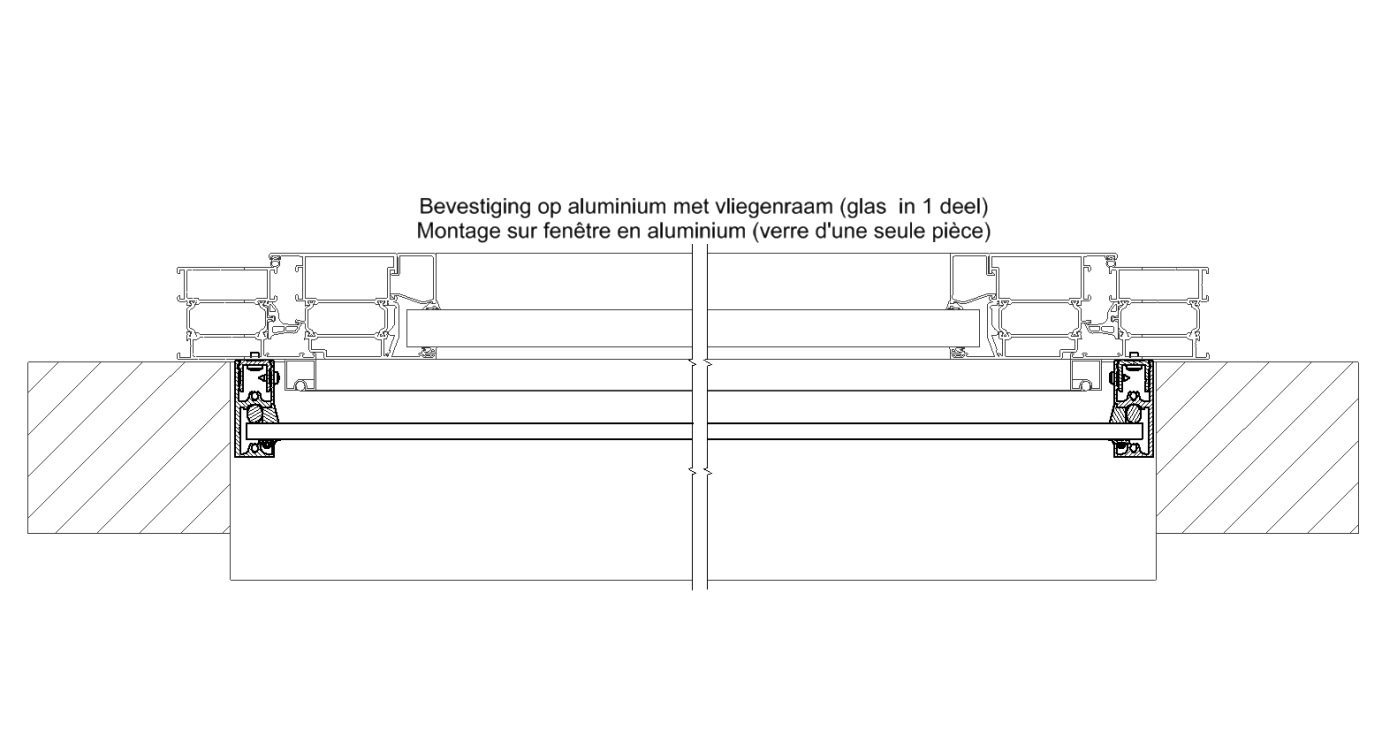 Bevestiging op aluminium met vliegenraam (glas  in 1 deel)
Montage sur fenêtre en aluminium (verre d'une seule pièce)